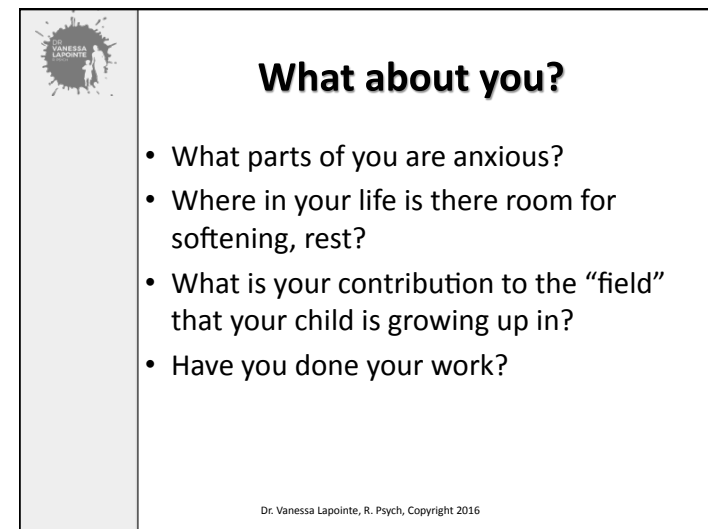 DR
VANESSA
LAPOINTE
What about you?
• What parts of you are anxious?
• Where in your life is there room for
softening, rest?
• What is your contribution to the “field”
that your child is growing up in?
• Have you done your work?
Dr. Vanessa Lapointe, R. Psych, Copyright 2016